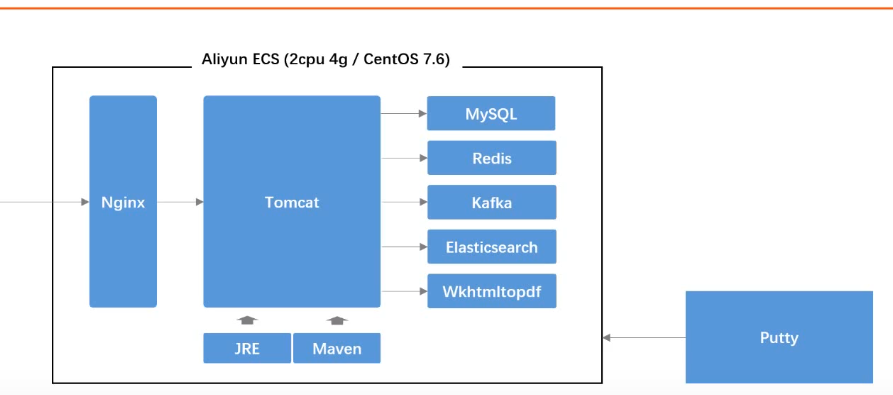 Aliyun ECS (2cpu 4g / CentOS 7.6)
Nginx
Tomcat
MySQL
Redis
Kafka
Elasticsearch
Wkhtmltopdf
JRE
Maven
Putty